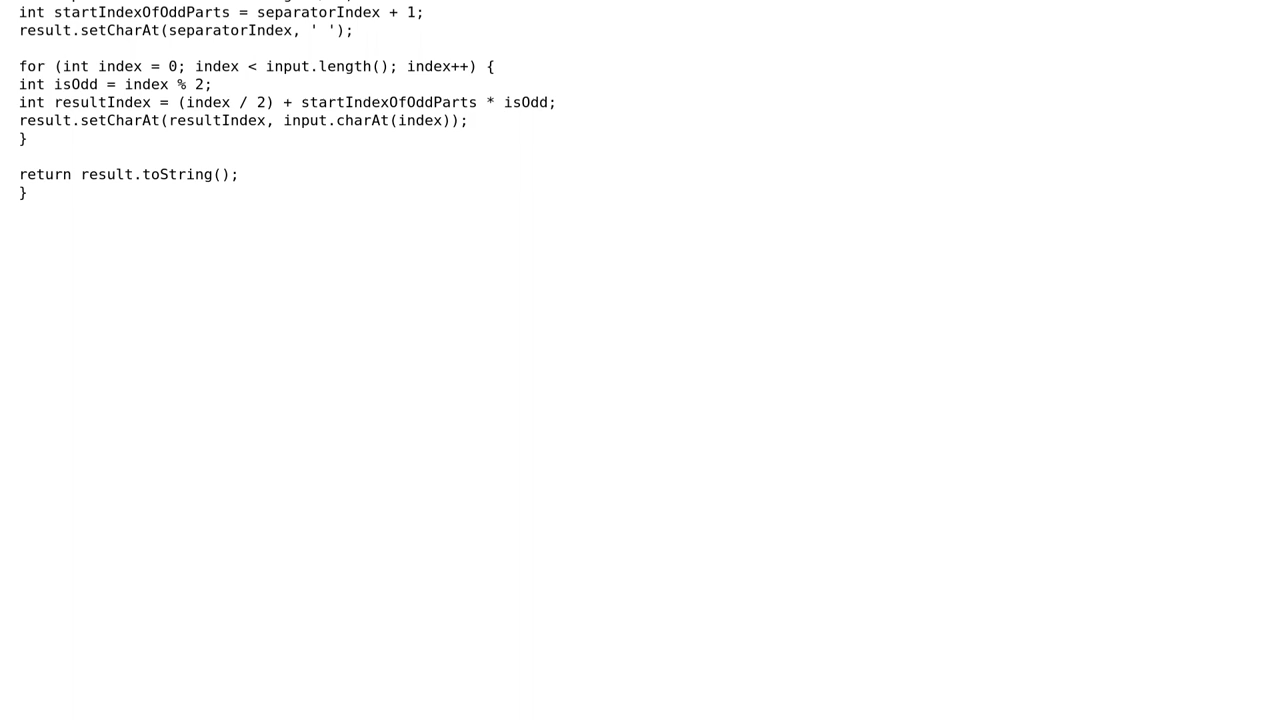 int startIndexOfOddParts = separatorIndex + 1;
result.setCharAt(separatorIndex, ' ');
for (int index = 0; index < input.length(); index++) {
int isOdd = index % 2;
int resultIndex = (index / 2) + startIndexOfOddParts * isOdd;
result.setCharAt(resultIndex, input.charAt(index));
}
return result.toString();
}